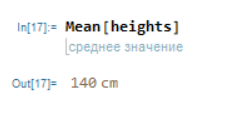 In[17]:= Mean[heights]
среднее значение
Out[17]= 140 cm